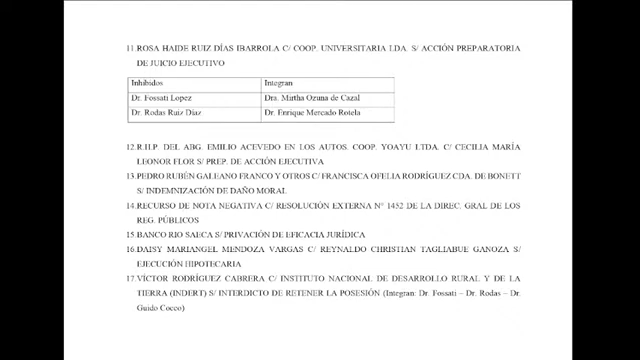 11. ROSA HAIDE RUIZ DÍAS IBARROLA C/ COOP. UNIVERSITARIA LDA. S/ ACCIÓN PREPARATORIA
DE JUICIO EJECUTIVO
Inhibidos Integran
Dr. Fossati Lopez Dra. Mirtha Ozuna de Cazal
Dr. Rodas Ruiz Díaz Dr. Enrique Mercado Rotela
12. R.H.P. DEL ABG. EMILIO ACEVEDO EN LOS AUTOS. COOP. YOAYU LTDA. C/ CECILIA MARÍA
LEONOR FLOR S/ PREP. DE ACCIÓN EJECUTIVA
13. PEDRO RUBÉN GALEANO FRANCO Y OTROS C/ FRANCISCA OFELIA RODRÍGUEZ CDA. DE BONETT
S/ INDEMNIZACIÓN DE DAÑO MORAL
14. RECURSO DE NOTA NEGATIVA C/ RESOLUCIÓN EXTERNA N° 1452 DE LA DIREC. GRAL DE LOS
REG. PÚBLICOS
15. BANCO RIO SAECA S/ PRIVACIÓN DE EFICACIA JURÍDICA
16. DAISY MARIANGEL MENDOZA VARGAS C/ REYNALDO CHRISTIAN TAGLIABUE GANOZA S/
EJECUCIÓN HIPOTECARIA
17. VÍCTOR RODRÍGUEZ CABRERA C/ INSTITUTO NACIONAL DE DESARROLLO RURAL Y DE LA
TIERRA (INDERT) S/ INTERDICTO DE RETENER LA POSESIÓN (Integran: Dr. Fossati – Dr. Rodas – Dr.
Guido Cocco)